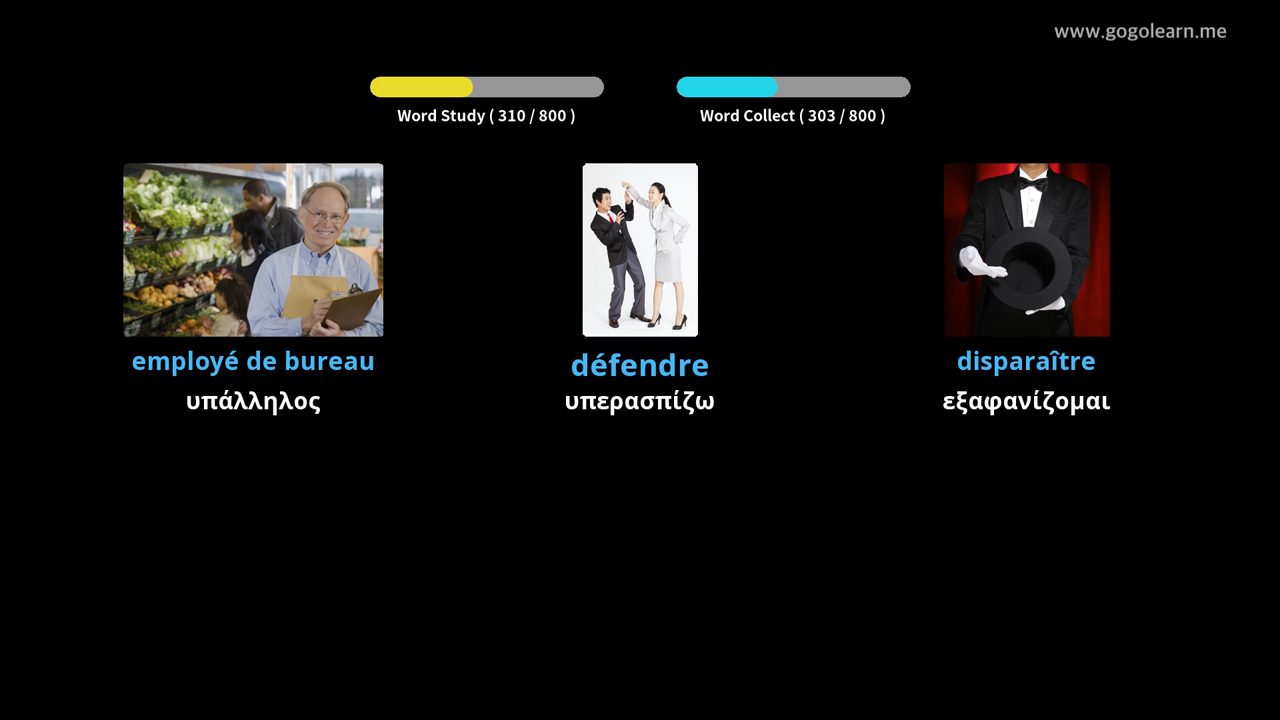 www.gogolearn.me
Word Study ( 310 / 800 )
Word Collect ( 303 / 800 )
employé de bureau
υπάλληλος
défendre
υπερασπίζω
disparaître
εξαφανίζομαι